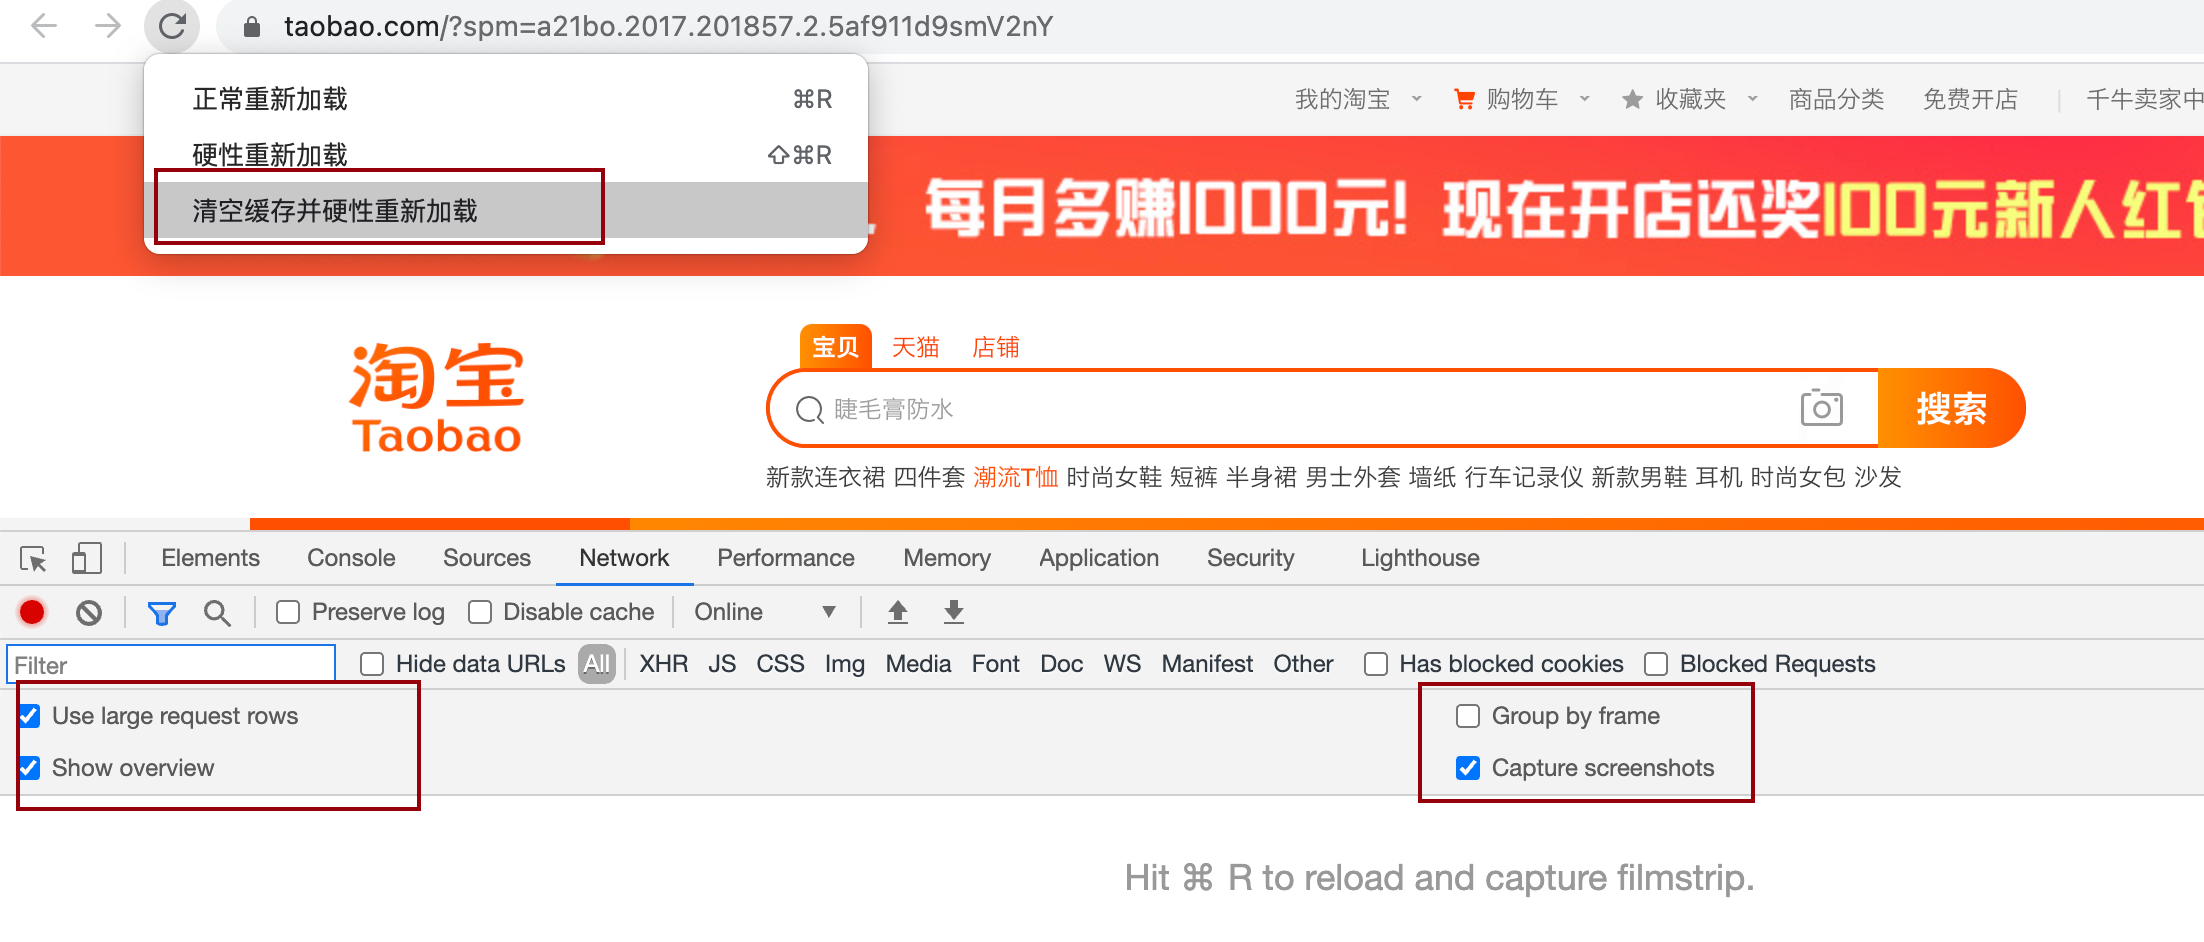 taobao.com/?spm=a21bo.2017.201857.2.5af911d9smV2nY
正常重新加载 ⌘R
硬性重新加载 ⇧⌘R
清空缓存并硬性重新加载
我的淘宝 购物车 收藏夹 商品分类 免费开店 千牛卖家中
每月多赚1000元! 现在开店还奖100元新人红包
淘宝
Taobao
宝贝 天猫 店铺
睫毛膏防水
搜索
新款连衣裙 四件套 潮流T恤 时尚女鞋 短裤 半身裙 男士外套 墙纸 行车记录仪 新款男鞋 耳机 时尚女包 沙发
Elements Console Sources Network Performance Memory Application Security Lighthouse
Preserve log Disable cache Online
Filter Hide data URLs All XHR JS CSS Img Media Font Doc WS Manifest Other Has blocked cookies Blocked Requests
Use large request rows Group by frame
Show overview Capture screenshots
Hit ⌘ R to reload and capture filmstrip.